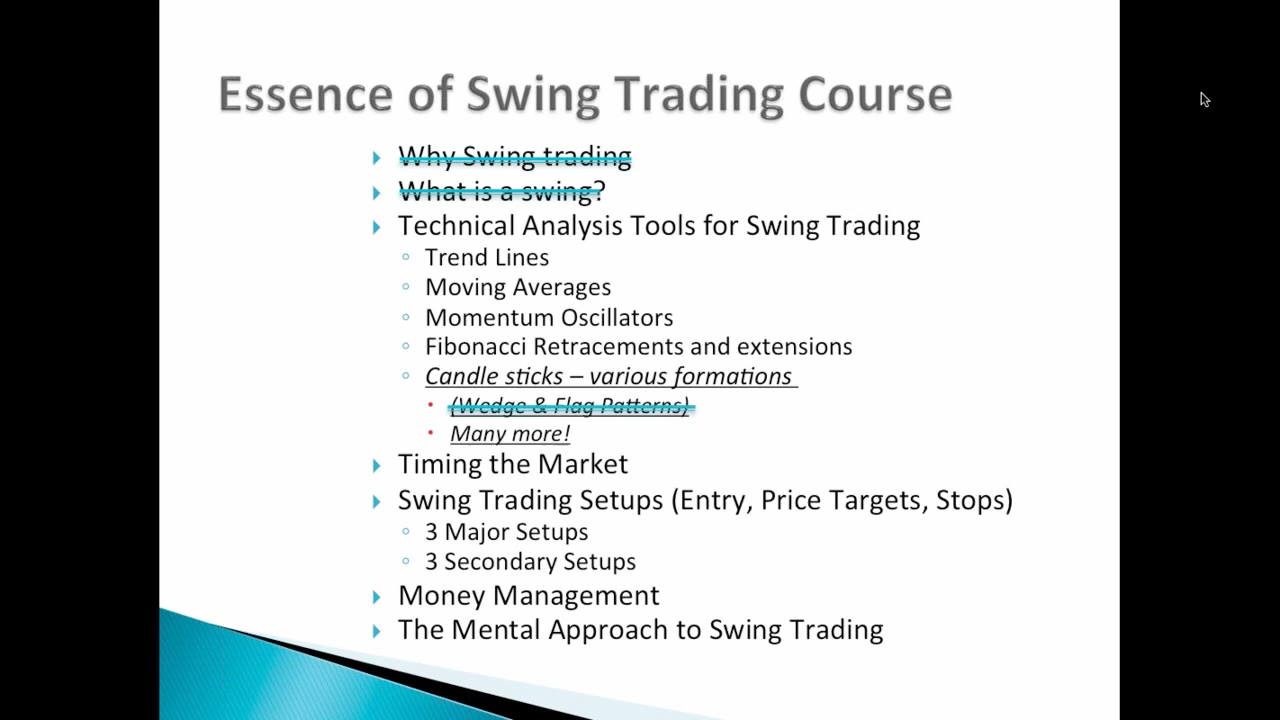 Essence of Swing Trading Course
Why Swing trading
What is a swing?
Technical Analysis Tools for Swing Trading
Trend Lines
Moving Averages
Momentum Oscillators
Fibonacci Retracements and extensions
Candle sticks – various formations
(Wedge & Flag Patterns)
Many more!
Timing the Market
Swing Trading Setups (Entry, Price Targets, Stops)
3 Major Setups
3 Secondary Setups
Money Management
The Mental Approach to Swing Trading